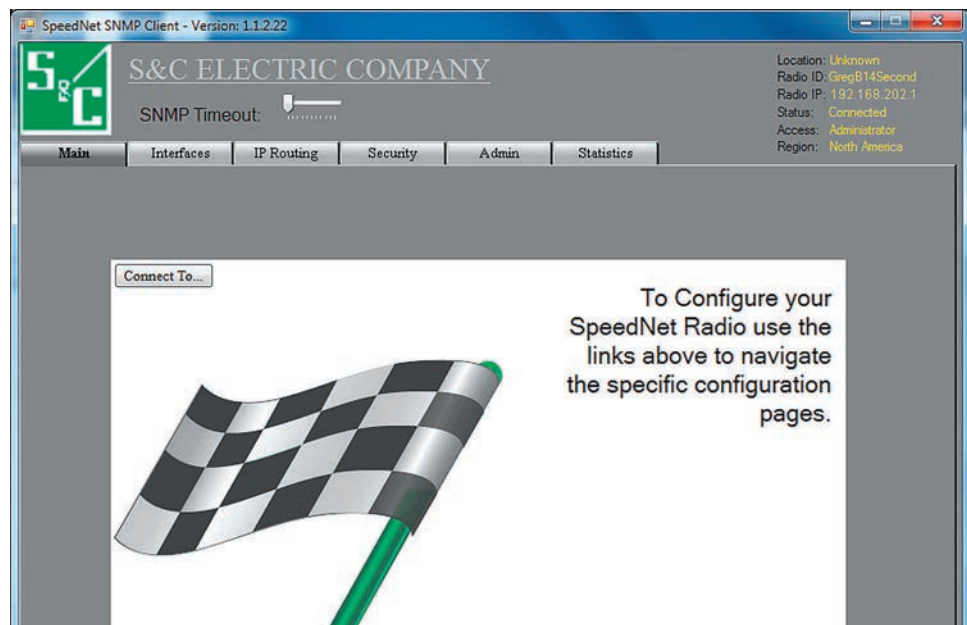 SpeedNet SNMP Client - Version: 1.1.2.22
S&C
S&C ELECTRIC COMPANY
SNMP Timeout:
Location: Unknown
Radio ID: GregB14Second
Radio IP: 192.168.202.1
Status: Connected
Access: Administrator
Region: North America
Main Interfaces IP Routing Security Admin Statistics
Connect To...
To Configure your
SpeedNet Radio use the
links above to navigate
the specific configuration
pages.